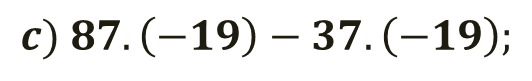 c) 87. (−19) − 37. (−19);